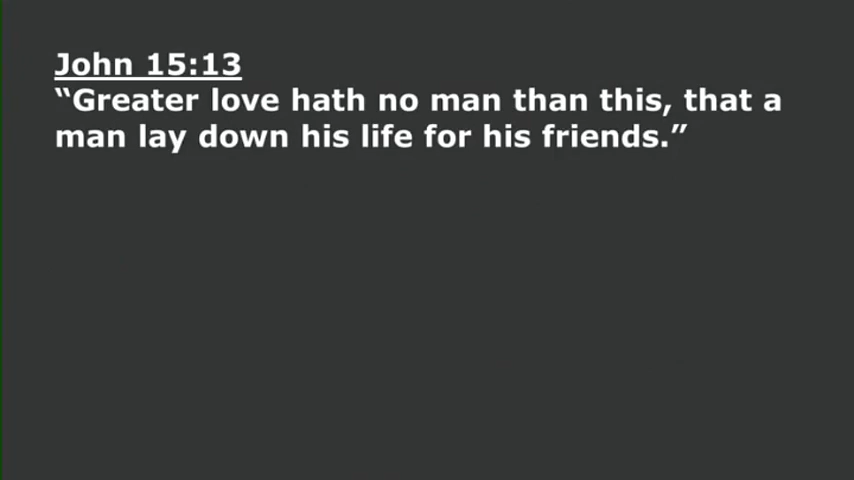 John 15:13
“Greater love hath no man than this, that a
man lay down his life for his friends.”